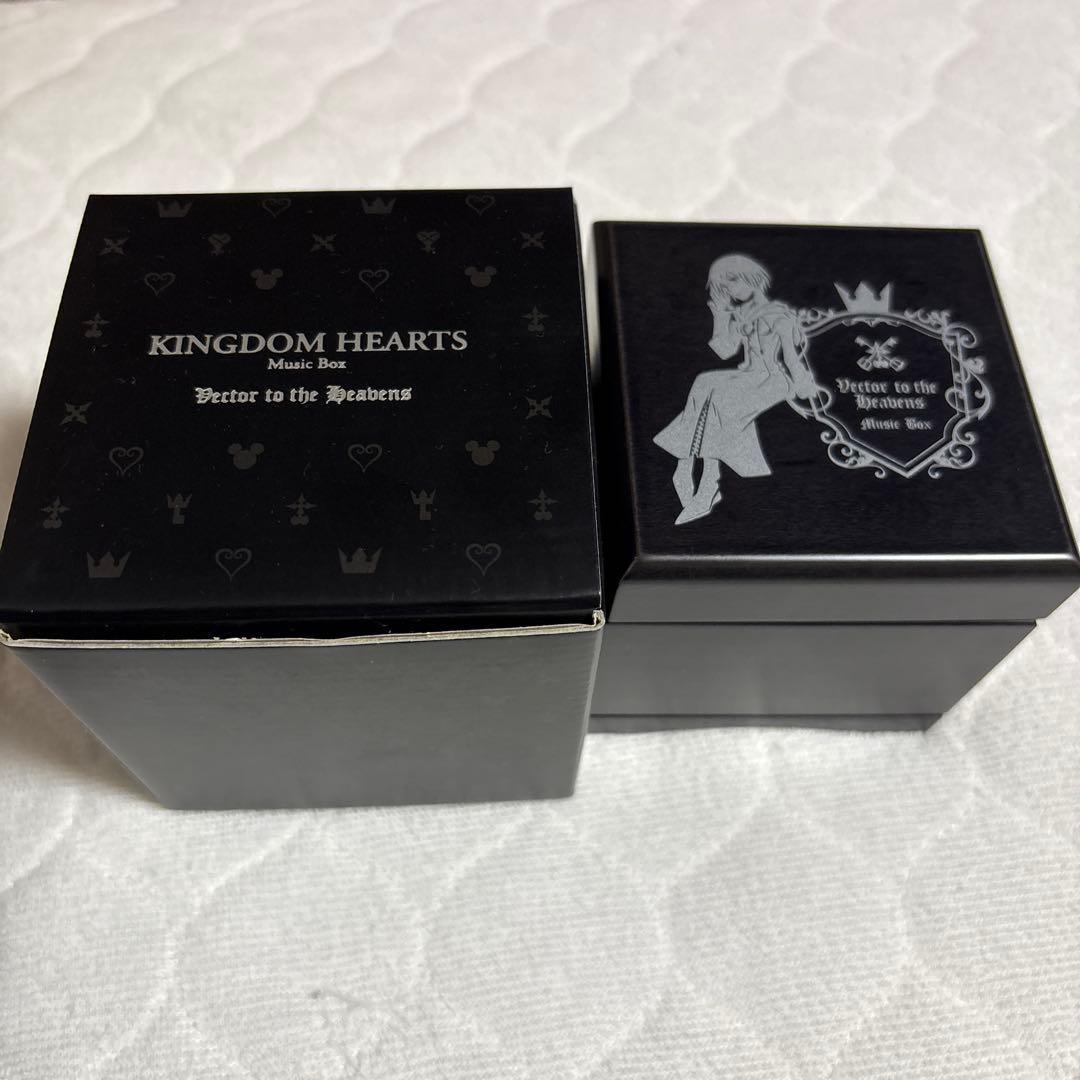 KINGDOM HEARTS
Music Box
Vector to the Heavens
Vector to the
Heavens
Music Box